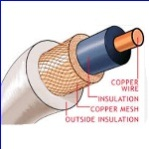 COPPER
WIRE
INSULATION
COPPER MESH
OUTSIDE INSULATION